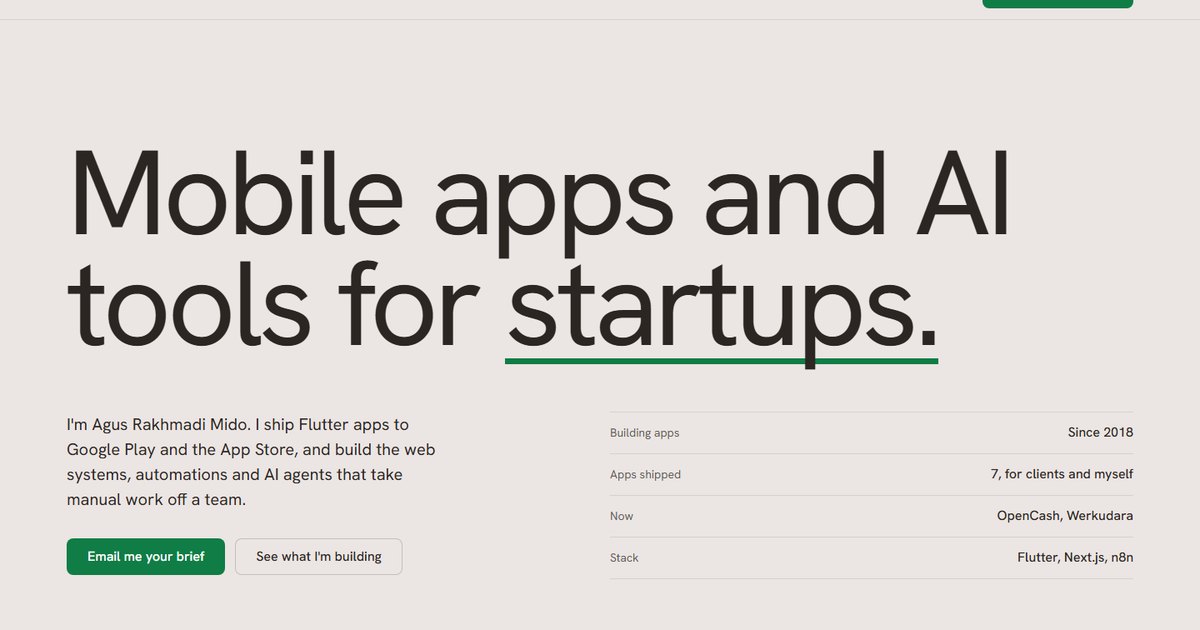 Mobile apps and AI
tools for startups.
I'm Agus Rakhmadi Mido. I ship Flutter apps to
Google Play and the App Store, and build the web
systems, automations and AI agents that take
manual work off a team.
Email me your brief
See what I'm building
Building apps
Since 2018
Apps shipped
7, for clients and myself
Now
OpenCash, Werkudara
Stack
Flutter, Next.js, n8n